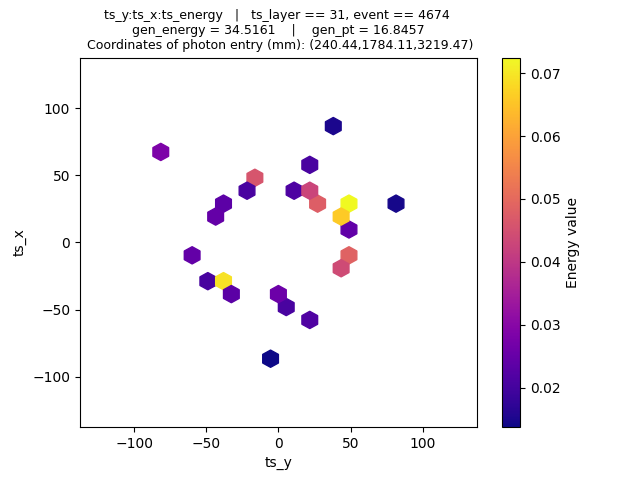 ts_y:ts_x:ts_energy   |   ts_layer == 31, event == 4674
gen_energy = 34.5161    |    gen_pt = 16.8457
Coordinates of photon entry (mm): (240.44,1784.11,3219.47)
100
50
0
−50
−100
ts_x
−100
−50
0
50
100
ts_y
0.07
0.06
0.05
0.04
0.03
0.02
Energy value